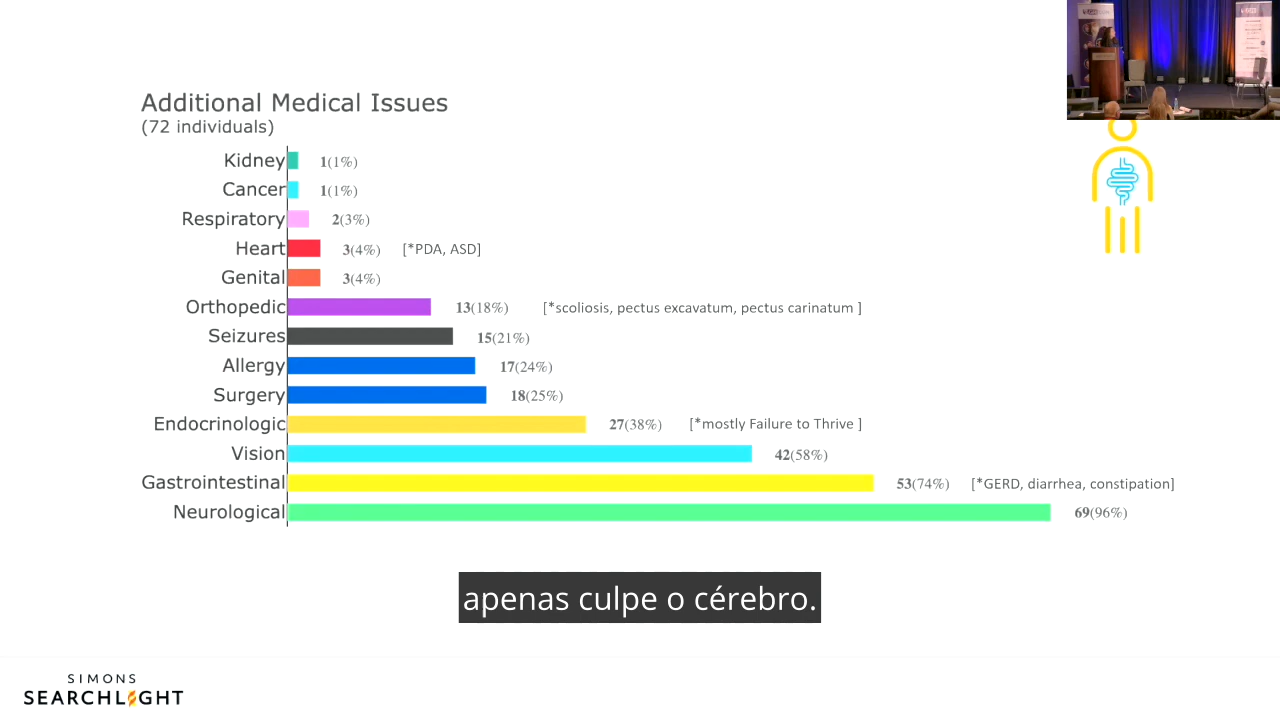 Additional Medical Issues
(72 individuals)
Kidney 1(1%)
Cancer 1(1%)
Respiratory 2(3%)
Heart 3(4%) [*PDA, ASD]
Genital 3(4%)
Orthopedic 13(18%) [*scoliosis, pectus excavatum, pectus carinatum ]
Seizures 15(21%)
Allergy 17(24%)
Surgery 18(25%)
Endocrinologic 27(38%) [*mostly Failure to Thrive ]
Vision 42(58%)
Gastrointestinal 53(74%) [*GERD, diarrhea, constipation]
Neurological 69(96%)
apenas culpe o cérebro.
SIMONS
SEARCHLIGHT